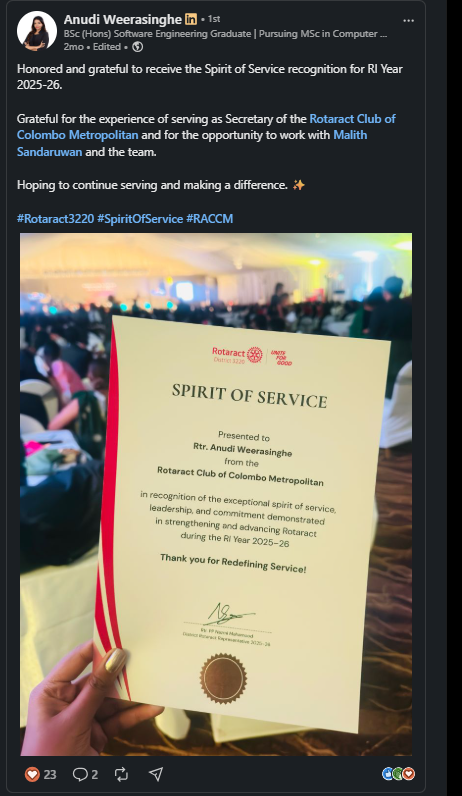 Anudi Weerasinghe in • 1st
BSc (Hons) Software Engineering Graduate | Pursuing MSc in Computer ...
2mo • Edited •
Honored and grateful to receive the Spirit of Service recognition for RI Year
2025-26.
Grateful for the experience of serving as Secretary of the Rotaract Club of
Colombo Metropolitan and for the opportunity to work with Malith
Sandaruwan and the team.
Hoping to continue serving and making a difference. ✨
#Rotaract3220 #SpiritOfService #RACCM
Rotaract
District 3220
UNITE
FOR
GOOD
SPIRIT OF SERVICE
Presented to
Rtr. Anudi Weerasinghe
from the
Rotaract Club of Colombo Metropolitan
in recognition of the exceptional spirit of service,
leadership, and commitment demonstrated
in strengthening and advancing Rotaract
during the RI Year 2025–26
Thank you for Redefining Service!
District Rotaract Representative 2025-26
23
2